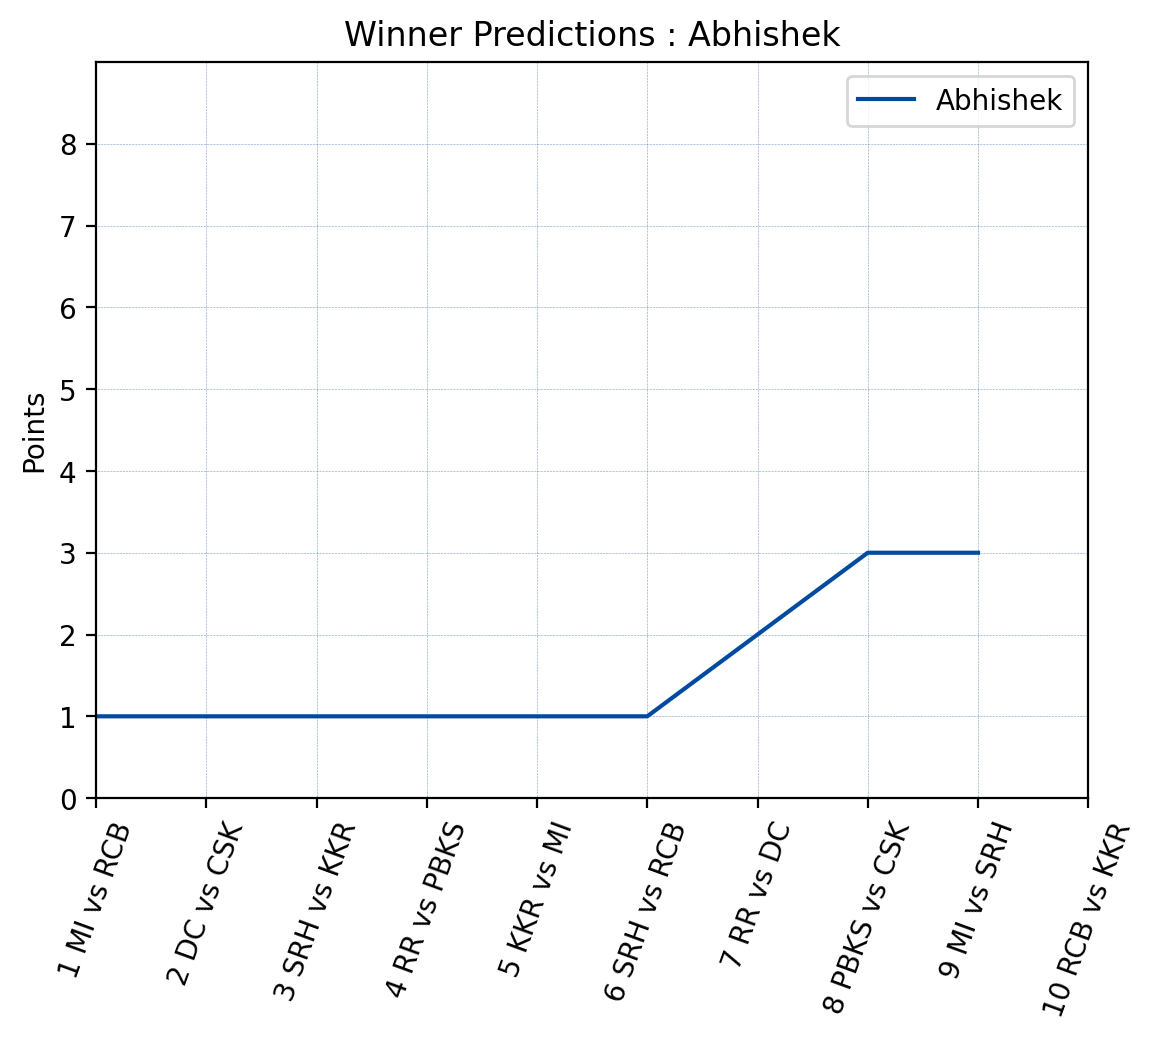 Winner Predictions : Abhishek
Abhishek
8
7
6
5
4
3
2
1
0
Points
1 MI vs RCB
2 DC vs CSK
3 SRH vs KKR
4 RR vs PBKS
5 KKR vs MI
6 SRH vs RCB
7 RR vs DC
8 PBKS vs CSK
9 MI vs SRH
10 RCB vs KKR